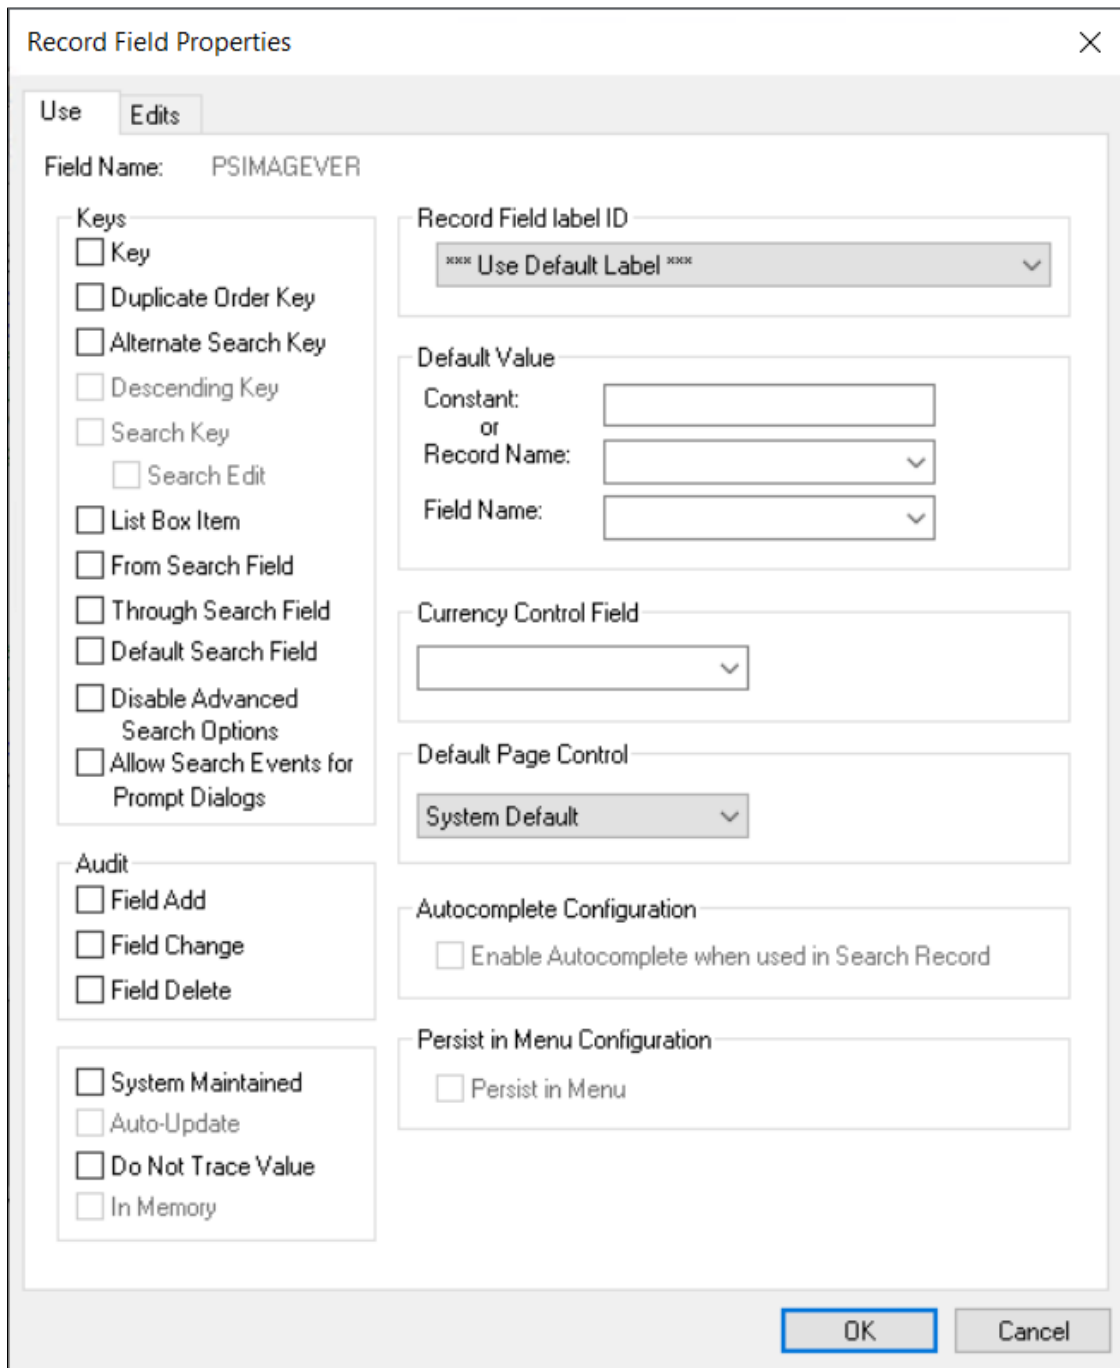 Record Field Properties
Use
Edits
Field Name: PSIMAGEVER
Keys
Key
Duplicate Order Key
Alternate Search Key
Descending Key
Search Key
Search Edit
List Box Item
From Search Field
Through Search Field
Default Search Field
Disable Advanced
Search Options
Allow Search Events for
Prompt Dialogs
Audit
Field Add
Field Change
Field Delete
System Maintained
Auto-Update
Do Not Trace Value
In Memory
Record Field label ID
*** Use Default Label ***
Default Value
Constant:
or
Record Name:
Field Name:
Currency Control Field
Default Page Control
System Default
Autocomplete Configuration
Enable Autocomplete when used in Search Record
Persist in Menu Configuration
Persist in Menu
OK
Cancel